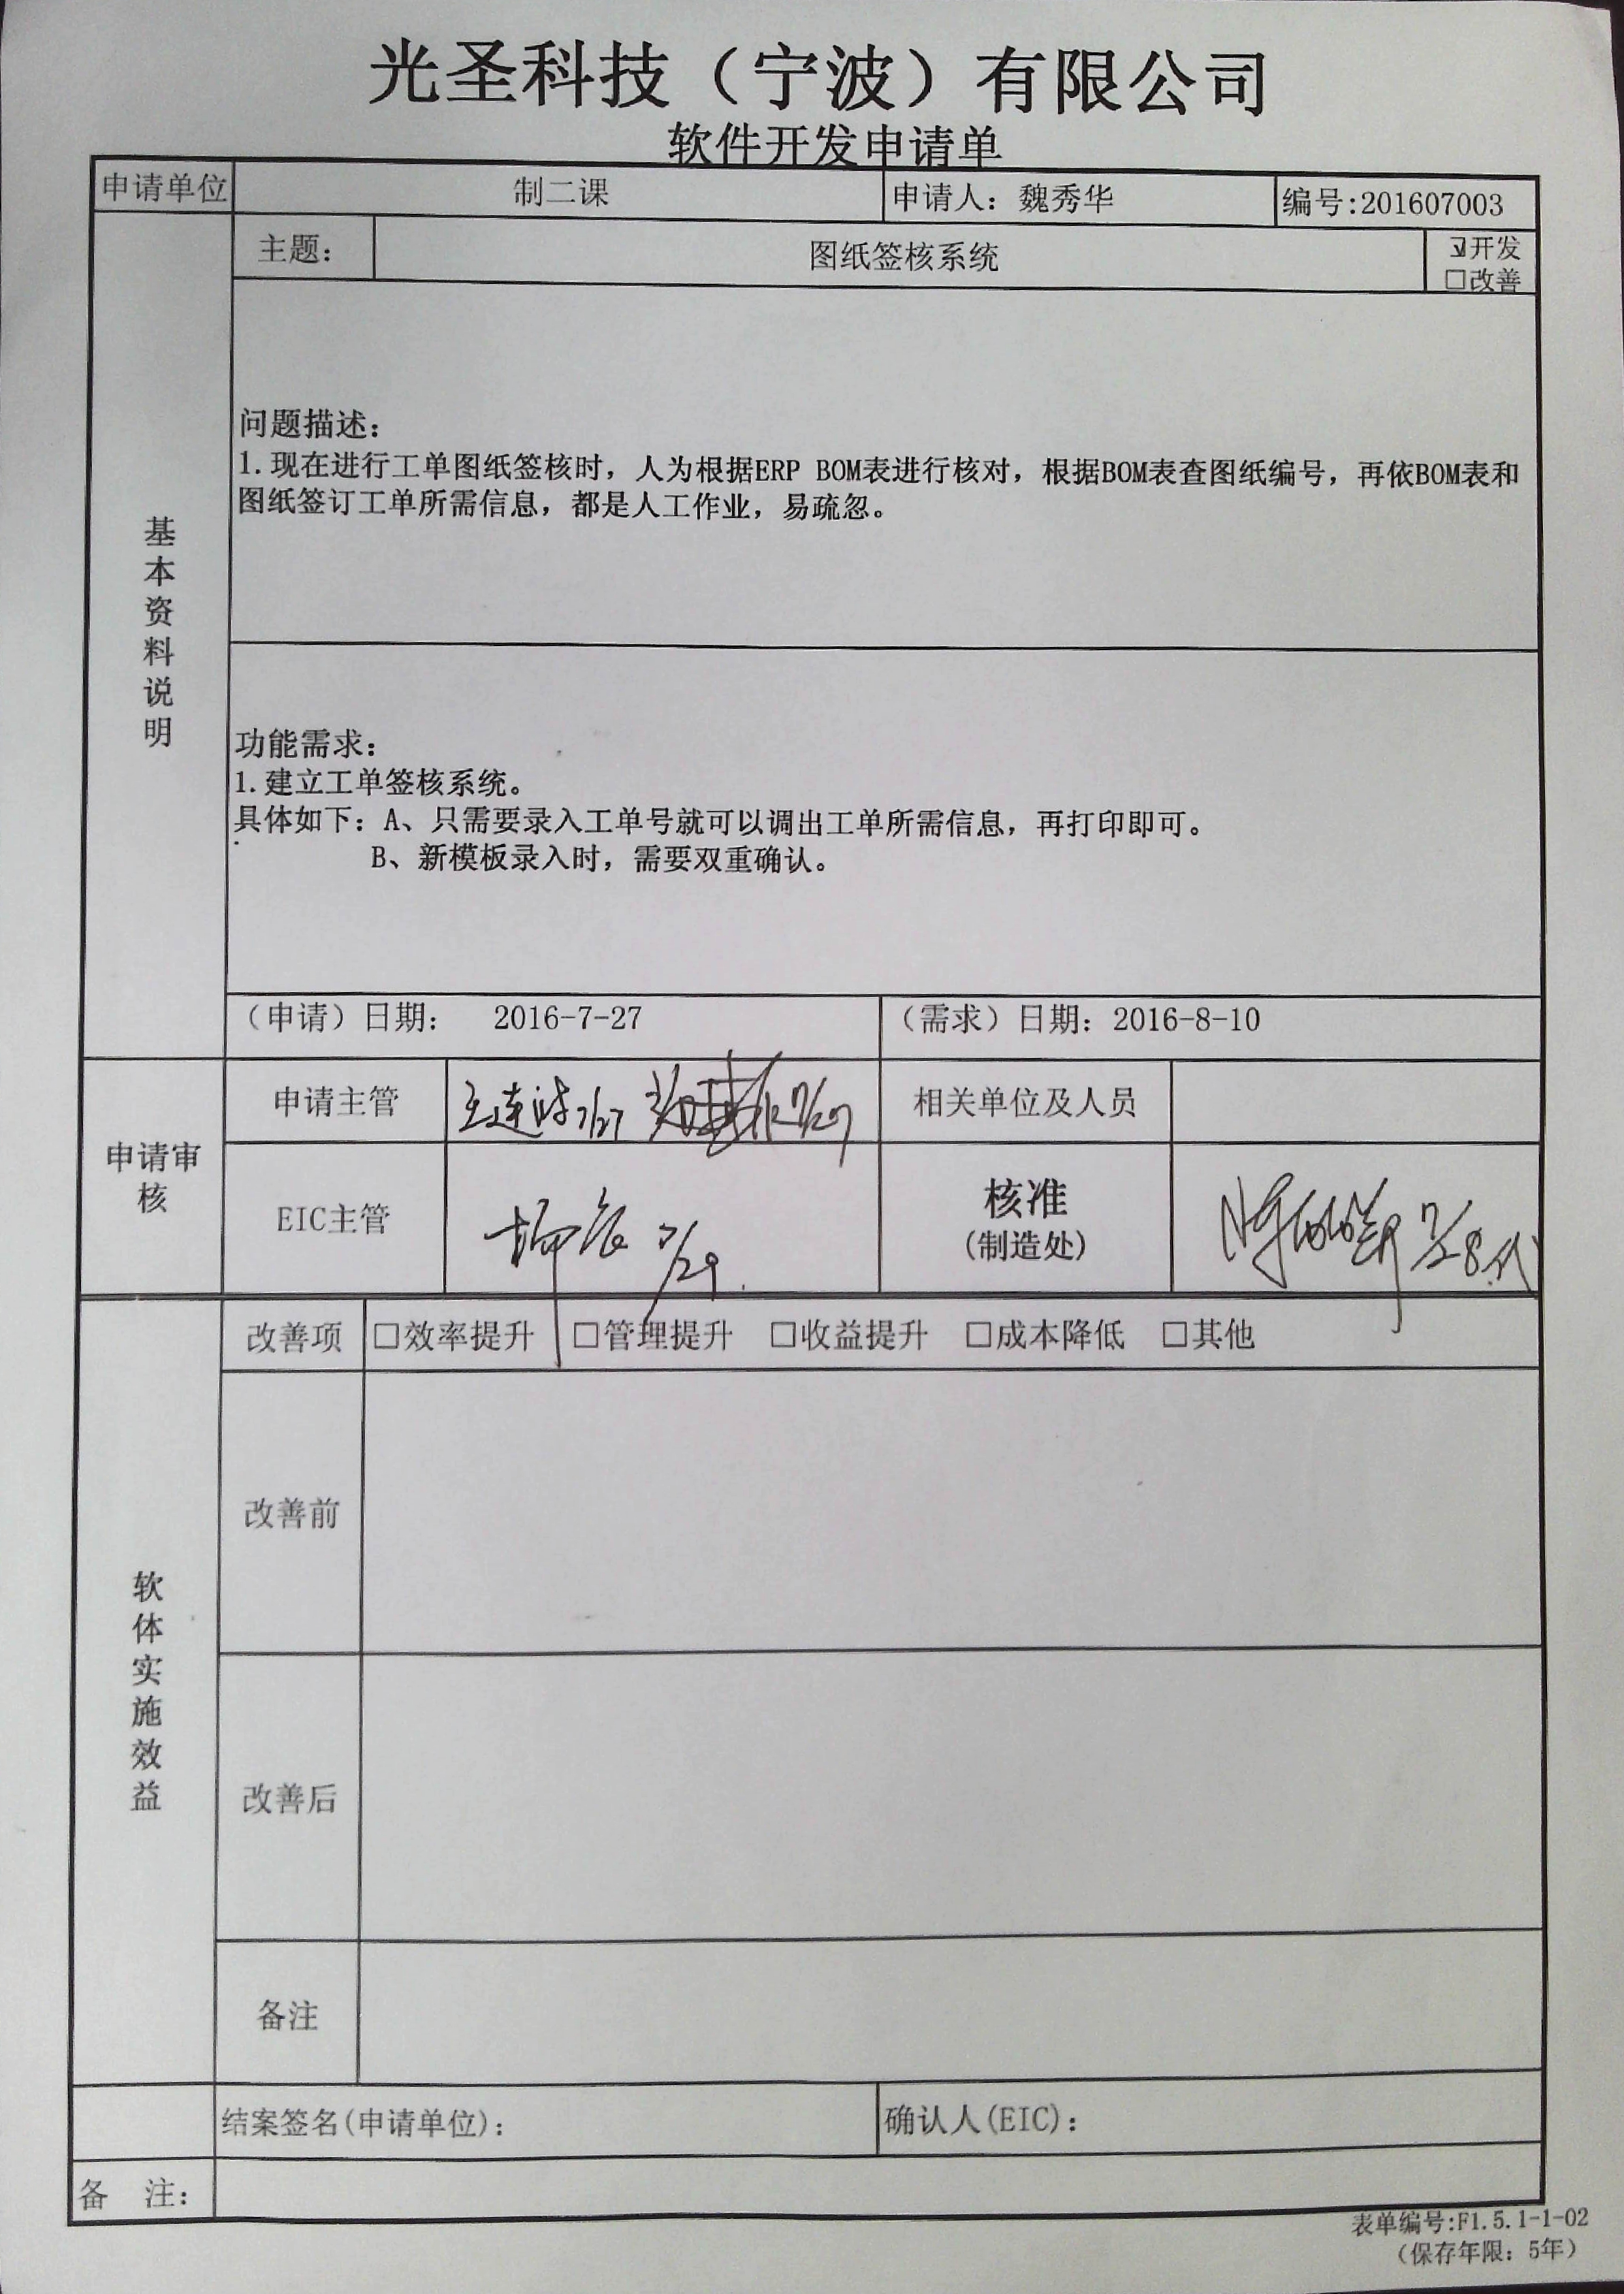 光圣科技（宁波）有限公司
软件开发申请单
申请单位 制二课 申请人：魏秀华 编号:201607003
主题： 图纸签核系统 ☑开发
□改善
基本资料说明
问题描述：
1.现在进行工单图纸签核时，人为根据ERP BOM表进行核对，根据BOM表查图纸编号，再依BOM表和
图纸签订工单所需信息，都是人工作业，易疏忽。
功能需求：
1.建立工单签核系统。
具体如下：A、只需要录入工单号就可以调出工单所需信息，再打印即可。
B、新模板录入时，需要双重确认。
（申请）日期： 2016-7-27 （需求）日期：2016-8-10
申请审
核
申请主管 7/27 7/27 相关单位及人员
EIC主管 7/29 核准
(制造处)
软体实施效益
改善项 □效率提升 □管理提升 □收益提升 □成本降低 □其他
改善前
改善后
备注
结案签名(申请单位)： 确认人(EIC)：
备 注：
表单编号:F1.5.1-1-02
（保存年限：5年）